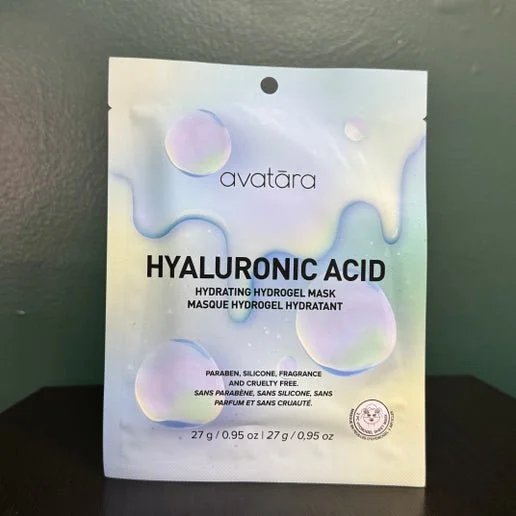 avatāra
HYALURONIC ACID
HYDRATING HYDROGEL MASK
MASQUE HYDROGEL HYDRATANT
PARABEN, SILICONE, FRAGRANCE
AND CRUELTY FREE.
SANS PARABÈNE, SANS SILICONE, SANS
PARFUM ET SANS CRUAUTÉ.
27 g / 0.95 oz | 27 g / 0,95 oz